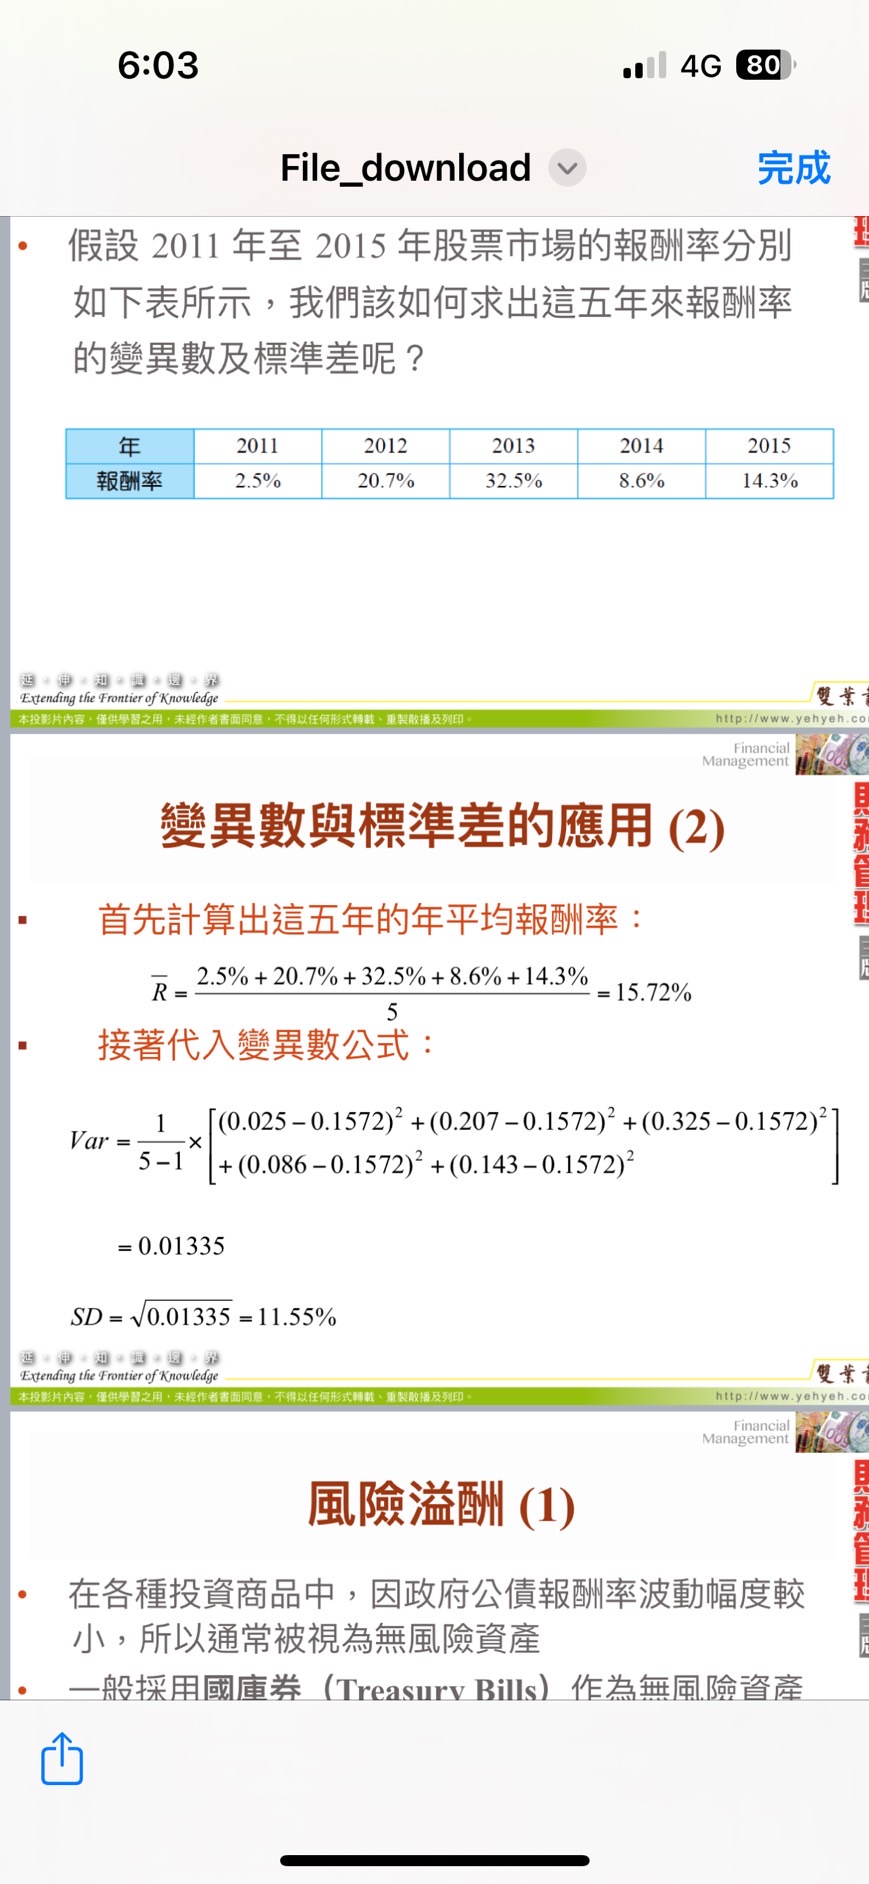 6:03
4G 80
File_download
完成
• 假設 2011 年至 2015 年股票市場的報酬率分別
如下表所示，我們該如何求出這五年來報酬率
的變異數及標準差呢？
年 2011 2012 2013 2014 2015
報酬率 2.5% 20.7% 32.5% 8.6% 14.3%
延 • 伸 • 知 • 識 • 邊 • 界
Extending the Frontier of Knowledge
雙葉
本投影片內容，僅供學習之用，未經作者書面同意，不得以任何形式轉載、重製散播及列印。
http://www.yehyeh.co
Financial
Management
財務管理
變異數與標準差的應用 (2)
▪ 首先計算出這五年的年平均報酬率：
R̄ = (2.5% + 20.7% + 32.5% + 8.6% + 14.3%) / 5 = 15.72%
▪ 接著代入變異數公式：
Var = 1/(5 − 1) × [(0.025 − 0.1572)² + (0.207 − 0.1572)² + (0.325 − 0.1572)²
+ (0.086 − 0.1572)² + (0.143 − 0.1572)²]
= 0.01335
SD = √0.01335 = 11.55%
延 • 伸 • 知 • 識 • 邊 • 界
Extending the Frontier of Knowledge
雙葉
本投影片內容，僅供學習之用，未經作者書面同意，不得以任何形式轉載、重製散播及列印。
http://www.yehyeh.co
Financial
Management
財務管理
風險溢酬 (1)
• 在各種投資商品中，因政府公債報酬率波動幅度較
小，所以通常被視為無風險資產
• 一般採用國庫券（Treasury Bills）作為無風險資產